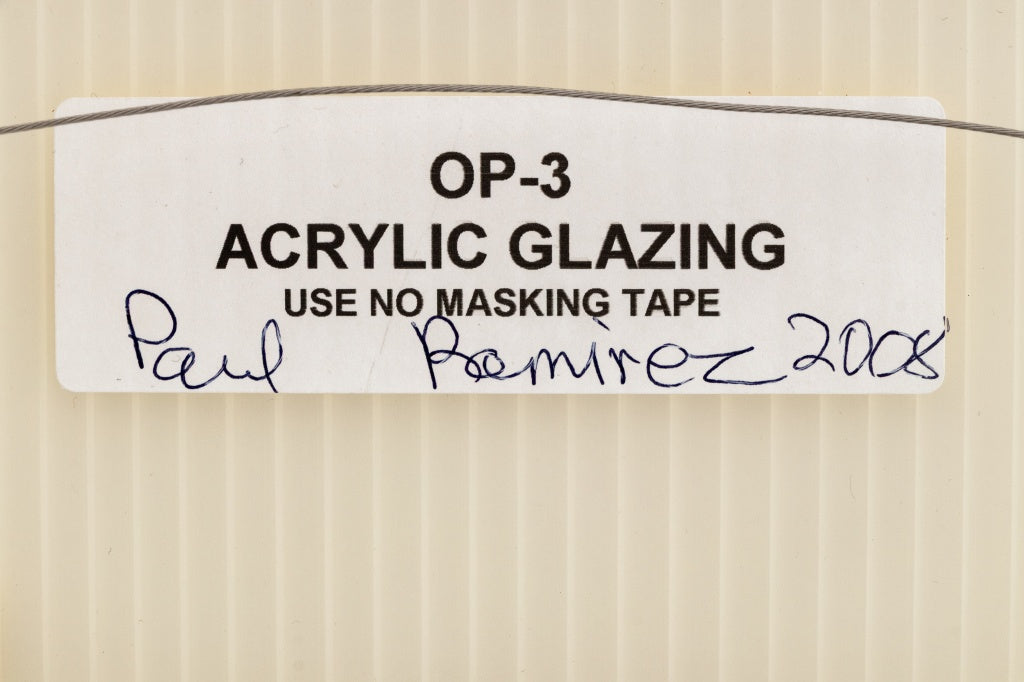 OP-3
ACRYLIC GLAZING
USE NO MASKING TAPE
Paul Ramirez 2008